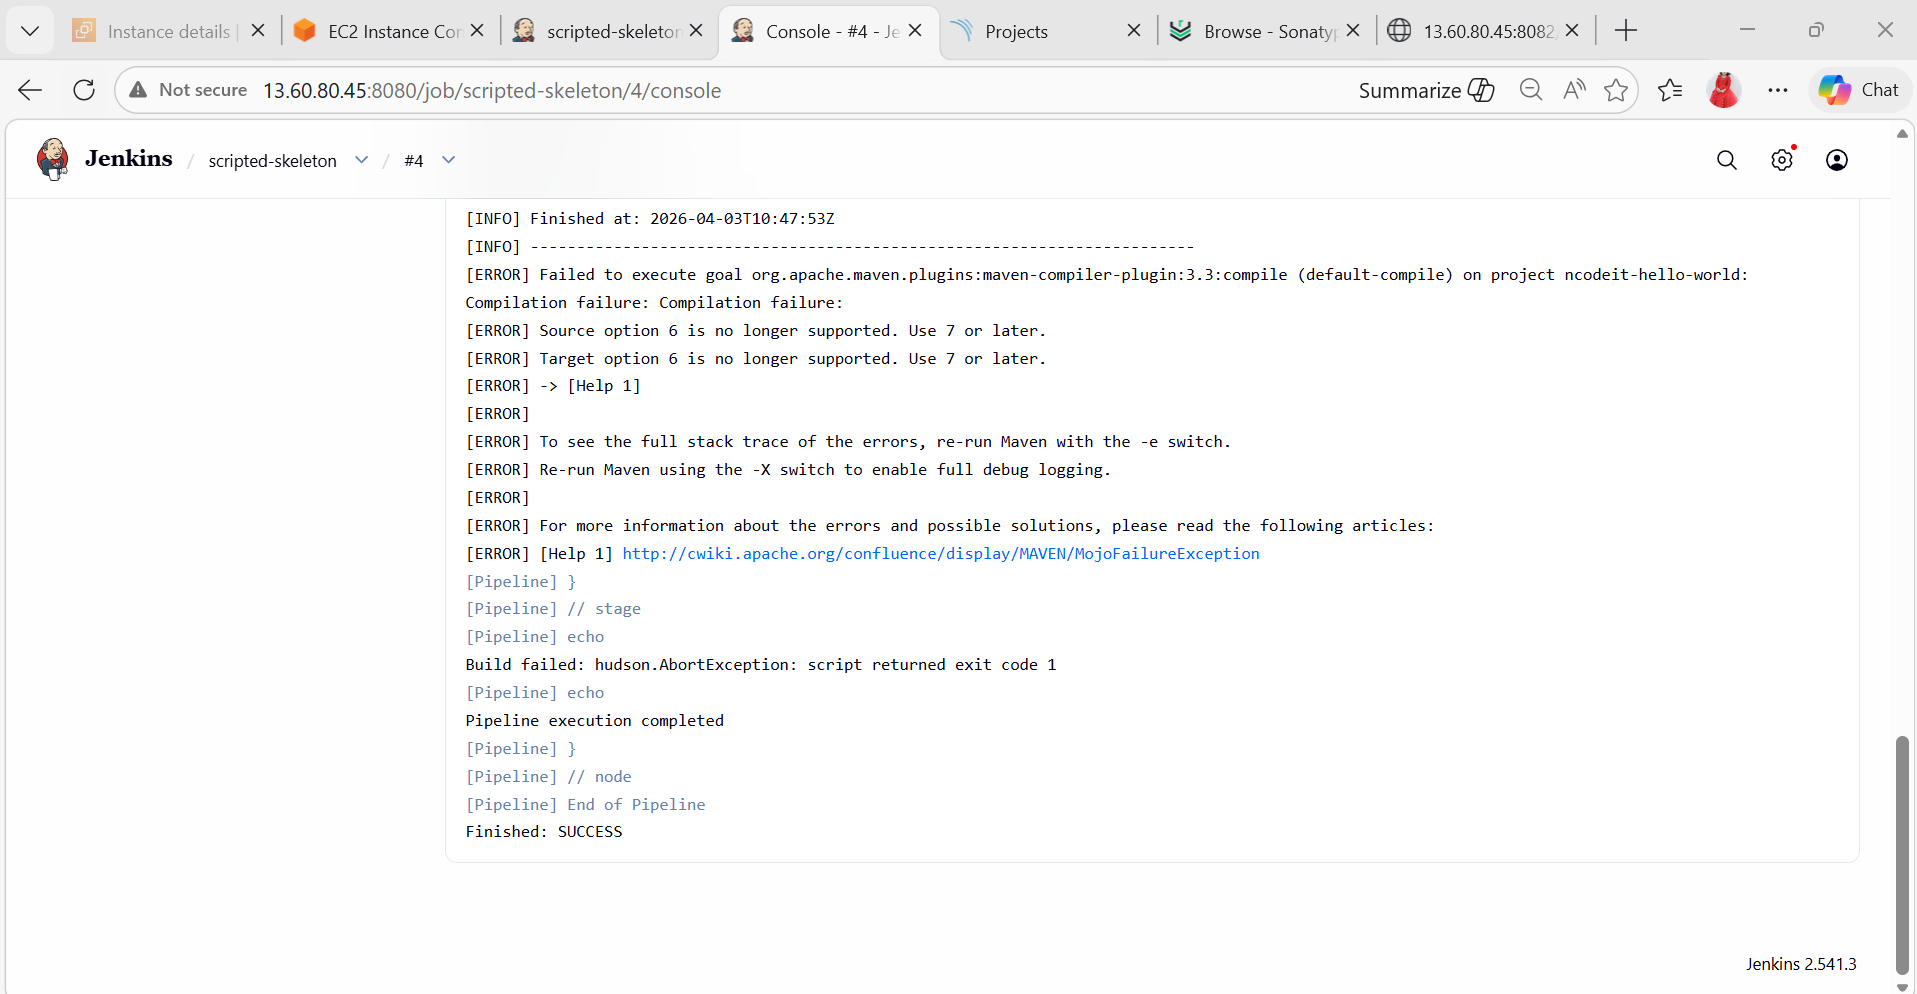 Instance details
EC2 Instance Cor
scripted-skeleton
Console - #4 - Je
Projects
Browse - Sonatyp
13.60.80.45:8082
Not secure
13.60.80.45:8080/job/scripted-skeleton/4/console
Summarize
Chat
Jenkins / scripted-skeleton / #4
[INFO] Finished at: 2026-04-03T10:47:53Z
[INFO] ------------------------------------------------------------------------
[ERROR] Failed to execute goal org.apache.maven.plugins:maven-compiler-plugin:3.3:compile (default-compile) on project ncodeit-hello-world:
Compilation failure: Compilation failure:
[ERROR] Source option 6 is no longer supported. Use 7 or later.
[ERROR] Target option 6 is no longer supported. Use 7 or later.
[ERROR] -> [Help 1]
[ERROR]
[ERROR] To see the full stack trace of the errors, re-run Maven with the -e switch.
[ERROR] Re-run Maven using the -X switch to enable full debug logging.
[ERROR]
[ERROR] For more information about the errors and possible solutions, please read the following articles:
[ERROR] [Help 1] http://cwiki.apache.org/confluence/display/MAVEN/MojoFailureException
[Pipeline] }
[Pipeline] // stage
[Pipeline] echo
Build failed: hudson.AbortException: script returned exit code 1
[Pipeline] echo
Pipeline execution completed
[Pipeline] }
[Pipeline] // node
[Pipeline] End of Pipeline
Finished: SUCCESS
Jenkins 2.541.3